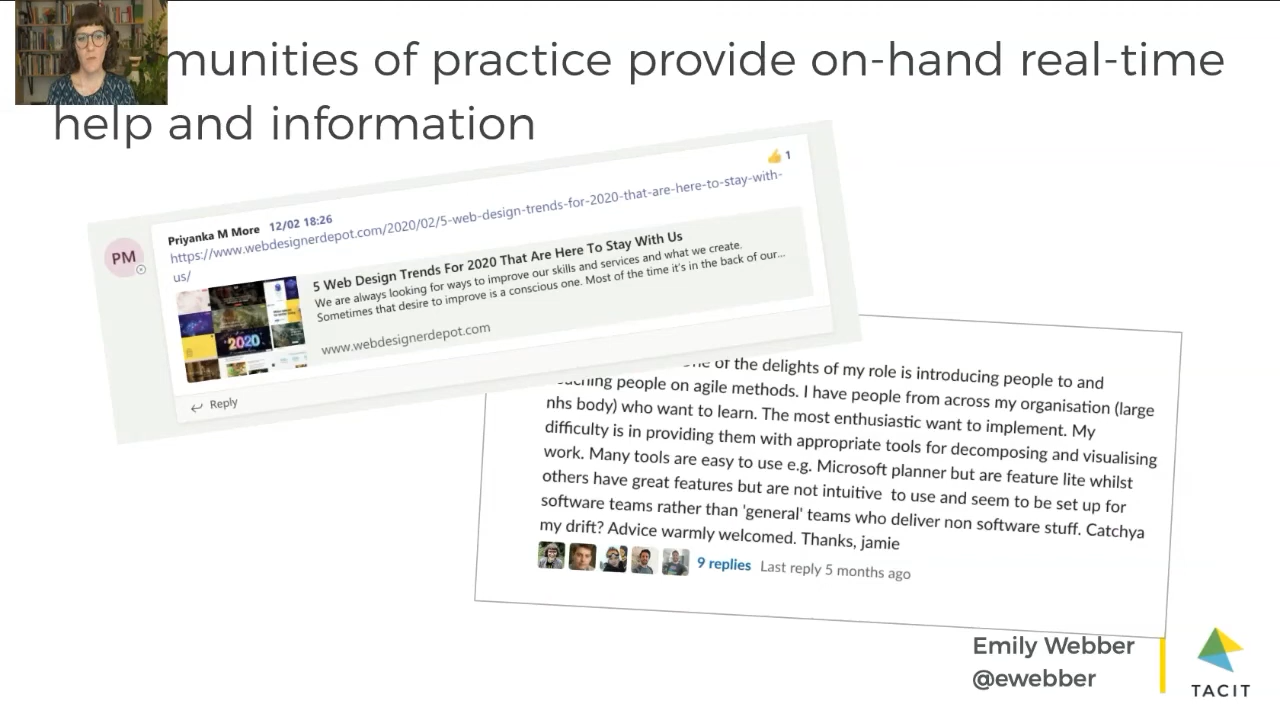 munities of practice provide on-hand real-time
help and information
👍 1
Priyanka M More 12/02 18:26
https://www.webdesignerdepot.com/2020/02/5-web-design-trends-for-2020-that-are-here-to-stay-with-
us/
PM
5 Web Design Trends For 2020 That Are Here To Stay With Us
We are always looking for ways to improve our skills and services and what we create.
Sometimes that desire to improve is a conscious one. Most of the time it's in the back of our...
2020
www.webdesignerdepot.com
Reply
of the delights of my role is introducing people to and
people on agile methods. I have people from across my organisation (large
nhs body) who want to learn. The most enthusiastic want to implement. My
difficulty is in providing them with appropriate tools for decomposing and visualising
work. Many tools are easy to use e.g. Microsoft planner but are feature lite whilst
others have great features but are not intuitive to use and seem to be set up for
software teams rather than 'general' teams who deliver non software stuff. Catchya
my drift? Advice warmly welcomed. Thanks, jamie
9 replies Last reply 5 months ago
Emily Webber
@ewebber
TACIT